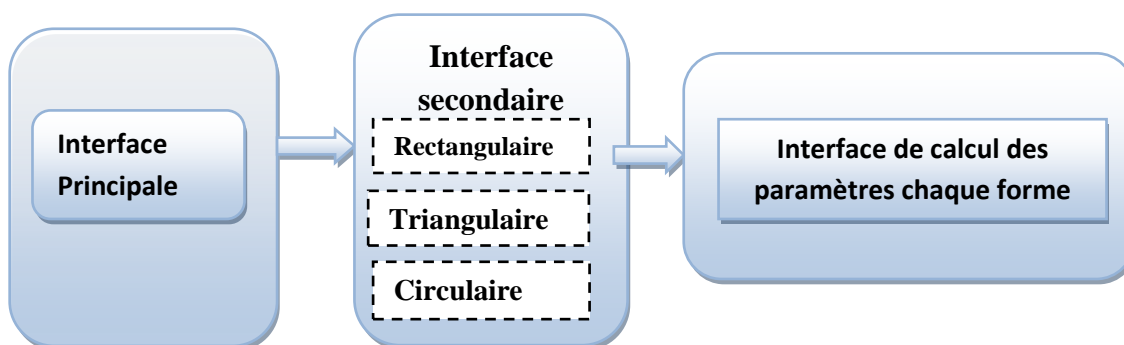 Interface
Principale
Interface
secondaire
Rectangulaire
Triangulaire
Circulaire
Interface de calcul des
paramètres chaque forme